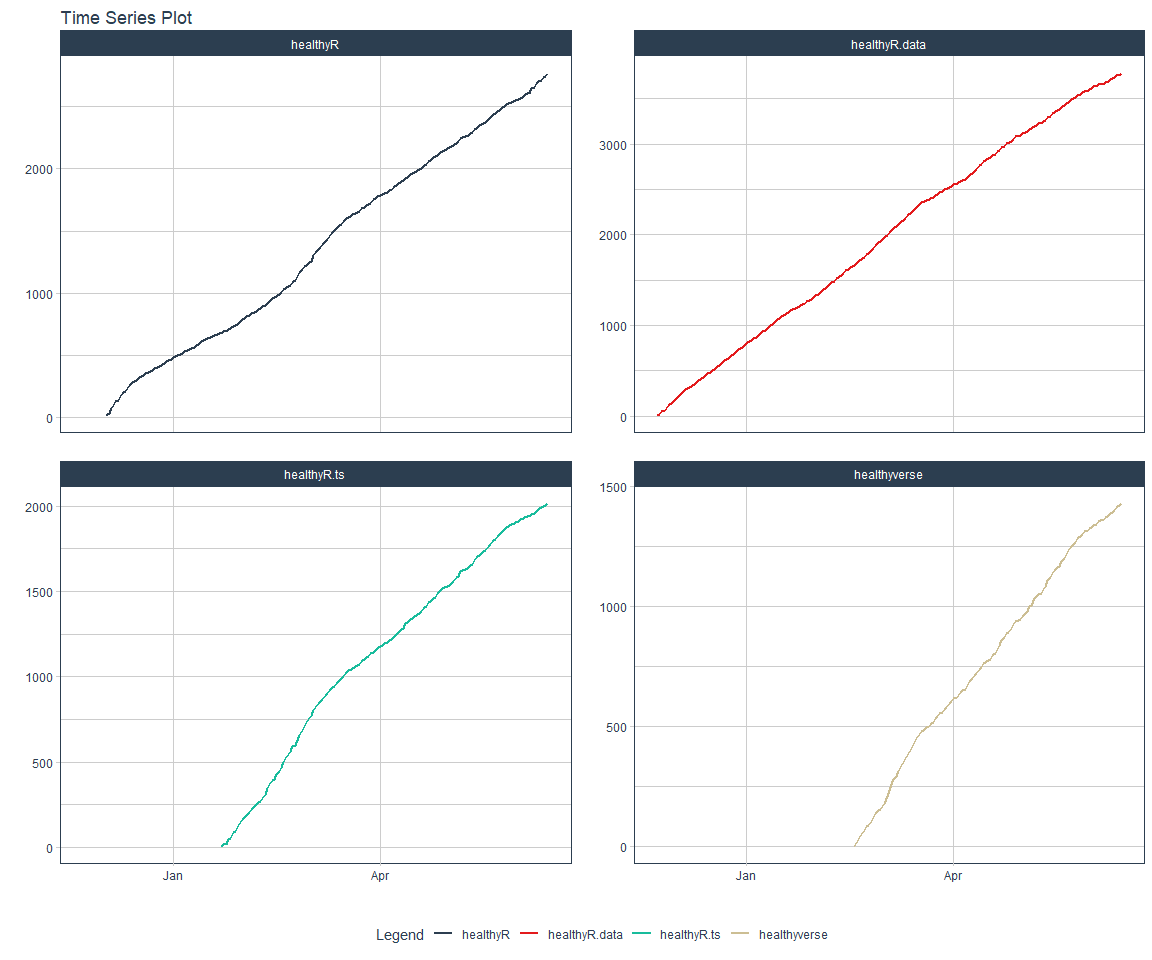 Time Series Plot
healthyR
healthyR.data
2000
1000
0
3000
2000
1000
0
healthyR.ts
healthyverse
2000
1500
1000
500
0
1500
1000
500
0
Jan Apr
Jan Apr
Legend healthyR healthyR.data healthyR.ts healthyverse